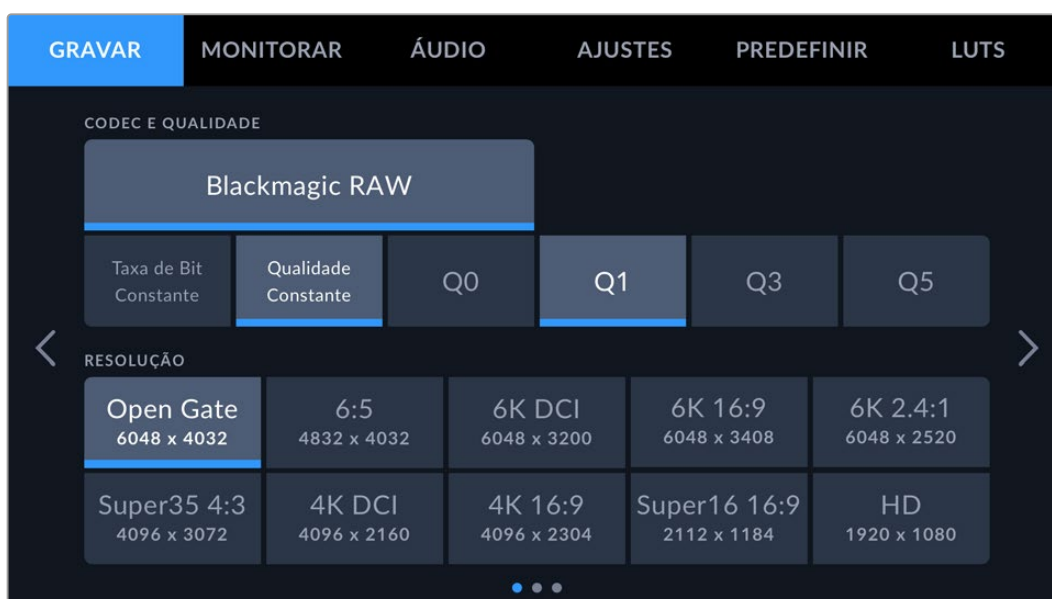 GRAVAR MONITORAR ÁUDIO AJUSTES PREDEFINIR LUTS
CODEC E QUALIDADE
Blackmagic RAW
Taxa de Bit Constante
Qualidade Constante
Q0
Q1
Q3
Q5
RESOLUÇÃO
Open Gate
6048 x 4032
6:5
4832 x 4032
6K DCI
6048 x 3200
6K 16:9
6048 x 3408
6K 2.4:1
6048 x 2520
Super35 4:3
4096 x 3072
4K DCI
4096 x 2160
4K 16:9
4096 x 2304
Super16 16:9
2112 x 1184
HD
1920 x 1080